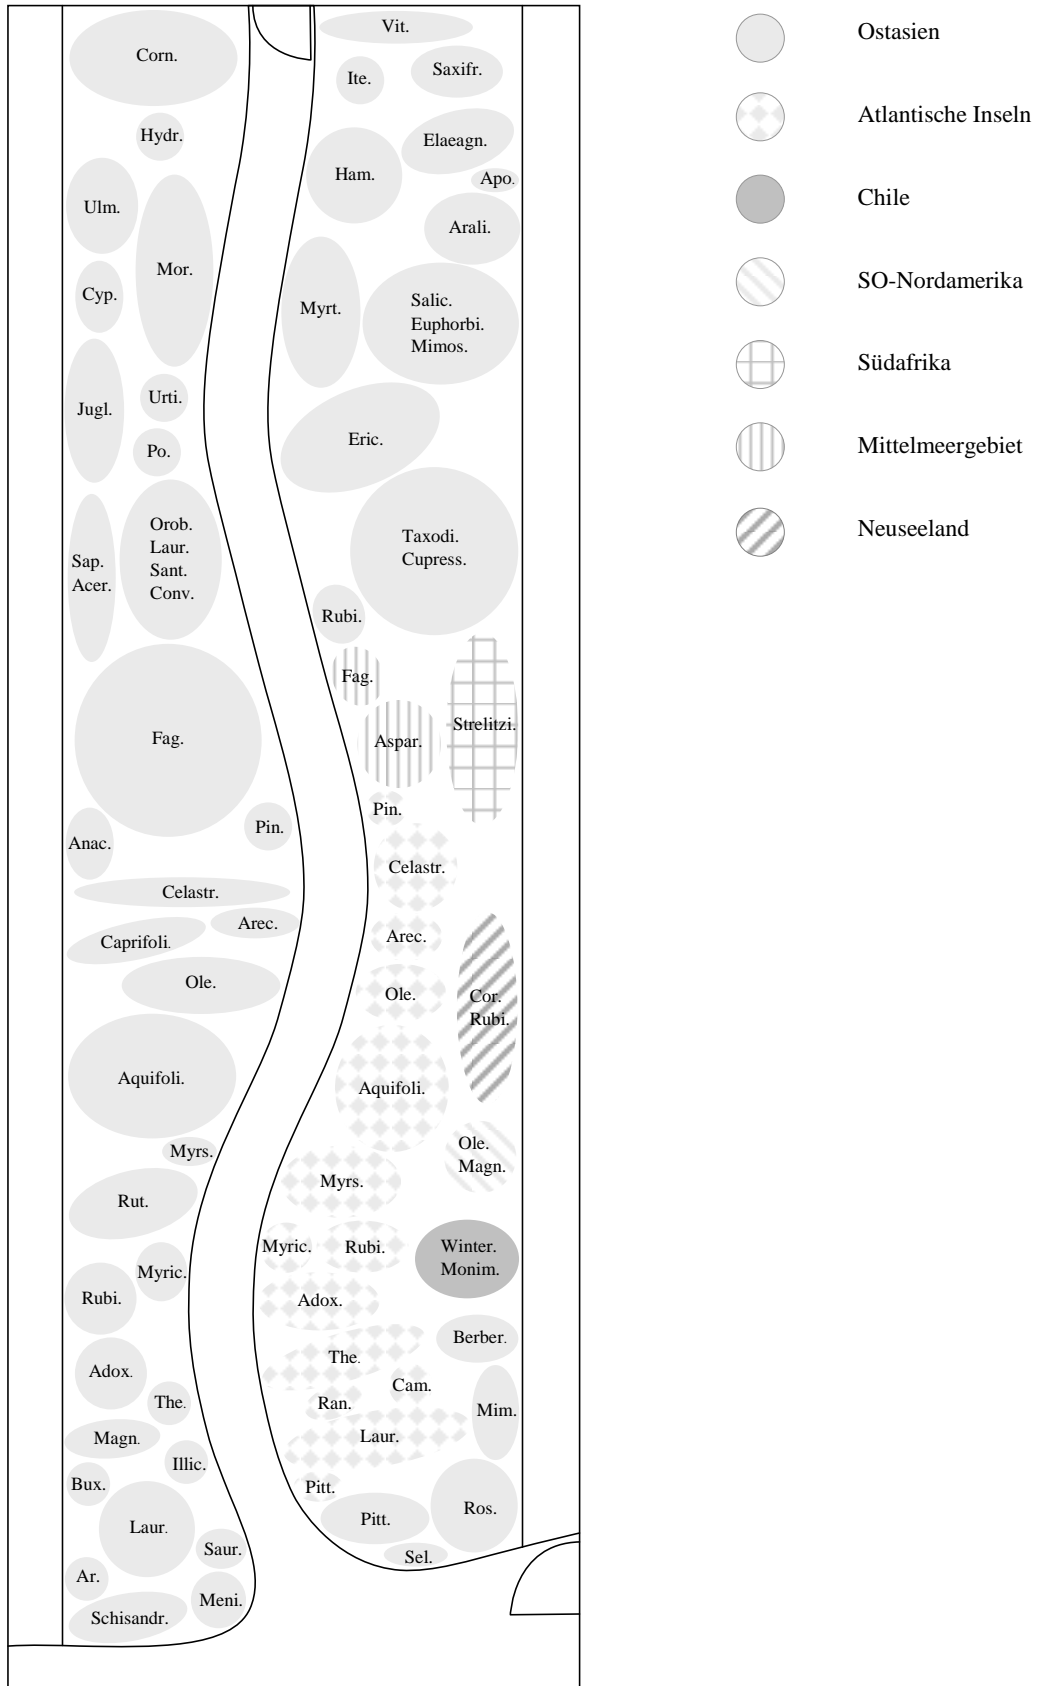 Corn.
Hydr.
Ulm.
Mor.
Cyp.
Jugl.
Urti.
Po.
Orob.
Laur.
Sant.
Conv.
Sap.
Acer.
Fag.
Pin.
Anac.
Celastr.
Arec.
Caprifoli.
Ole.
Aquifoli.
Myrs.
Rut.
Myric.
Rubi.
Adox.
The.
Magn.
Illic.
Bux.
Laur.
Saur.
Ar.
Meni.
Schisandr.
Vit.
Saxifr.
Ite.
Elaeagn.
Ham.
Apo.
Arali.
Myrt.
Salic.
Euphorbi.
Mimos.
Eric.
Taxodi.
Cupress.
Rubi.
Fag.
Strelitzi.
Aspar.
Pin.
Celastr.
Arec.
Ole.
Cor.
Rubi.
Aquifoli.
Ole.
Magn.
Myrs.
Myric.
Rubi.
Winter.
Monim.
Adox.
Berber.
The.
Cam.
Ran.
Mim.
Laur.
Pitt.
Pitt.
Ros.
Sel.
Ostasien
Atlantische Inseln
Chile
SO-Nordamerika
Südafrika
Mittelmeergebiet
Neuseeland